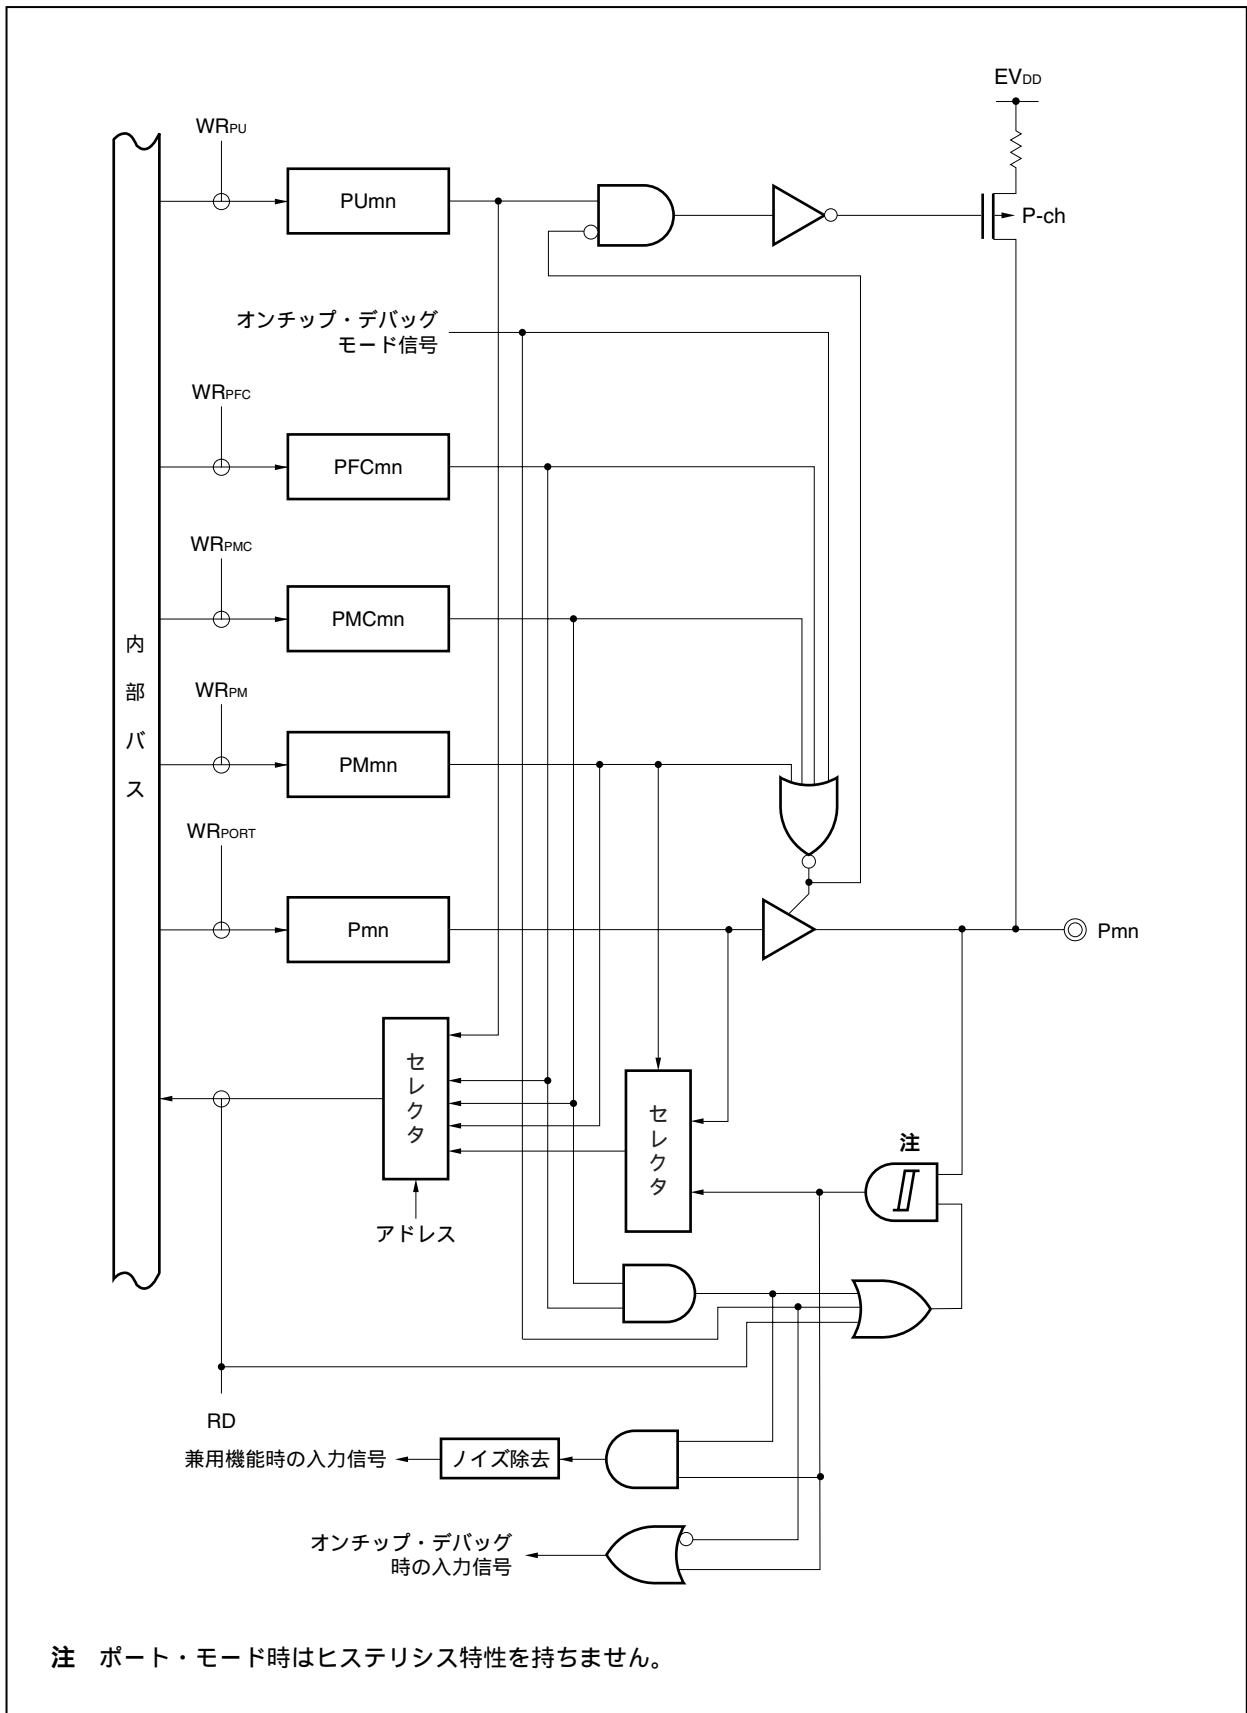 EVDD
WRPU
PUmn
P-ch
オンチップ・デバッグ
モード信号
WRPFC
PFCmn
WRPMC
PMCmn
内部バス
WRPM
PMmn
WRPORT
Pmn
Pmn
セレクタ
セレクタ
注
アドレス
RD
兼用機能時の入力信号
ノイズ除去
オンチップ・デバッグ
時の入力信号
注 ポート・モード時はヒステリシス特性を持ちません。